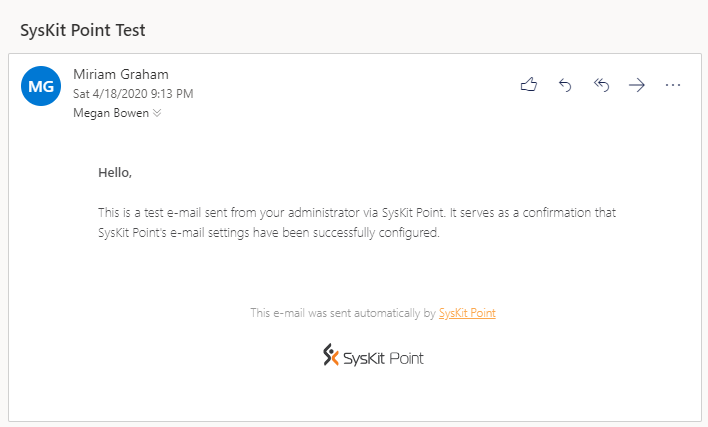 SysKit Point Test
MG
Miriam Graham
Sat 4/18/2020 9:13 PM
Megan Bowen
Hello,
This is a test e-mail sent from your administrator via SysKit Point. It serves as a confirmation that
SysKit Point's e-mail settings have been successfully configured.
This e-mail was sent automatically by SysKit Point
SysKit Point